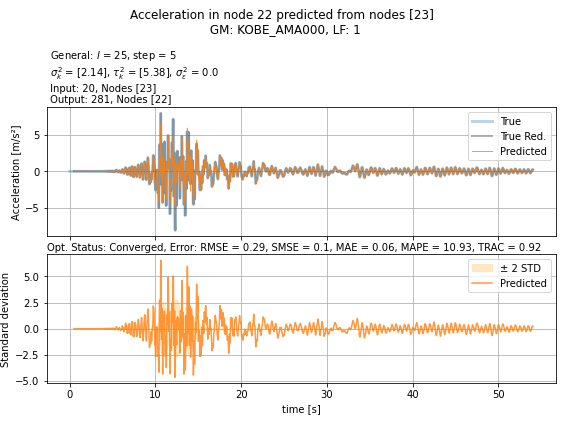 Acceleration in node 22 predicted from nodes [23]
GM: KOBE_AMA000, LF: 1
General: l = 25, step = 5
σ²ₖ = [2.14], τ²ₖ = [5.38], σ²_ε = 0.0
Input: 20, Nodes [23]
Output: 281, Nodes [22]
Acceleration [m/s²]
5
0
−5
True
True Red.
Predicted
Opt. Status: Converged, Error: RMSE = 0.29, SMSE = 0.1, MAE = 0.06, MAPE = 10.93, TRAC = 0.92
Standard deviation
5.0
2.5
0.0
−2.5
−5.0
± 2 STD
Predicted
0 10 20 30 40 50
time [s]